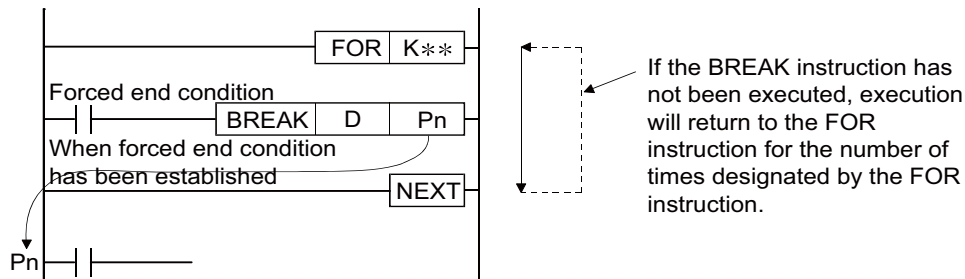 FOR K**
Forced end condition
BREAK D Pn
When forced end condition
has been established
NEXT
Pn
If the BREAK instruction has
not been executed, execution
will return to the FOR
instruction for the number of
times designated by the FOR
instruction.